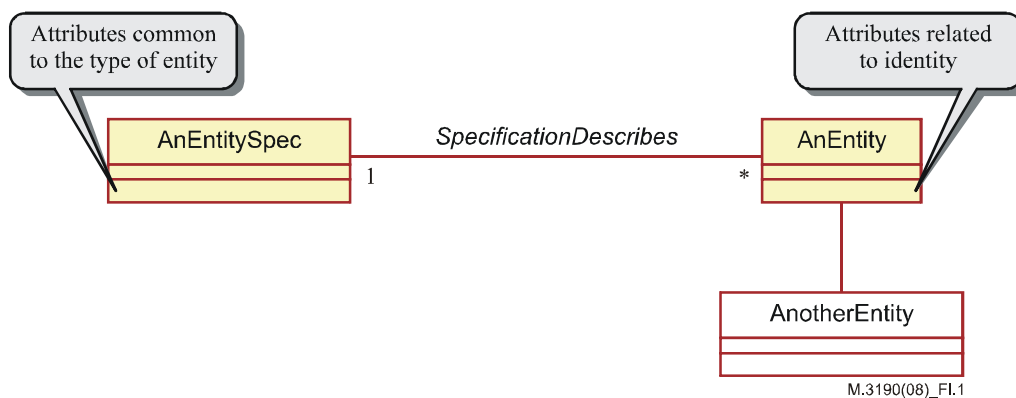 Attributes common
to the type of entity
Attributes related
to identity
AnEntitySpec
SpecificationDescribes
AnEntity
1
*
AnotherEntity
M.3190(08)_FI.1